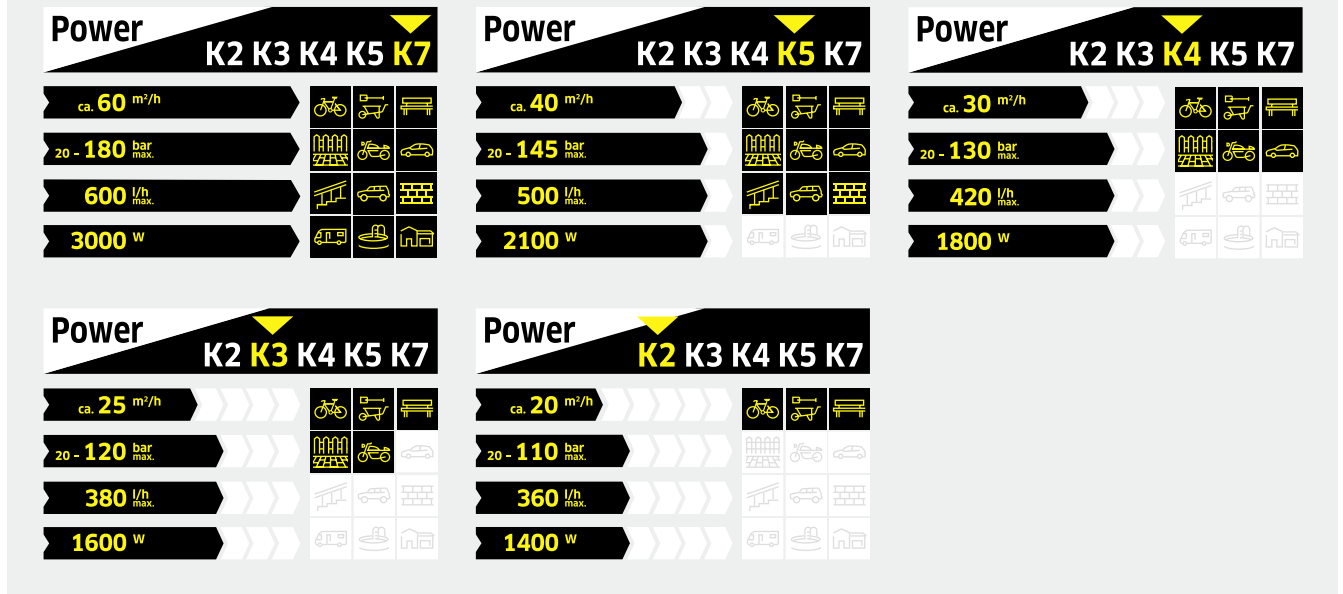 Power
K2 K3 K4 K5 K7
ca. 60 m²/h
20 - 180 bar max.
600 l/h max.
3000 W
Power
K2 K3 K4 K5 K7
ca. 40 m²/h
20 - 145 bar max.
500 l/h max.
2100 W
Power
K2 K3 K4 K5 K7
ca. 30 m²/h
20 - 130 bar max.
420 l/h max.
1800 W
Power
K2 K3 K4 K5 K7
ca. 25 m²/h
20 - 120 bar max.
380 l/h max.
1600 W
Power
K2 K3 K4 K5 K7
ca. 20 m²/h
20 - 110 bar max.
360 l/h max.
1400 W